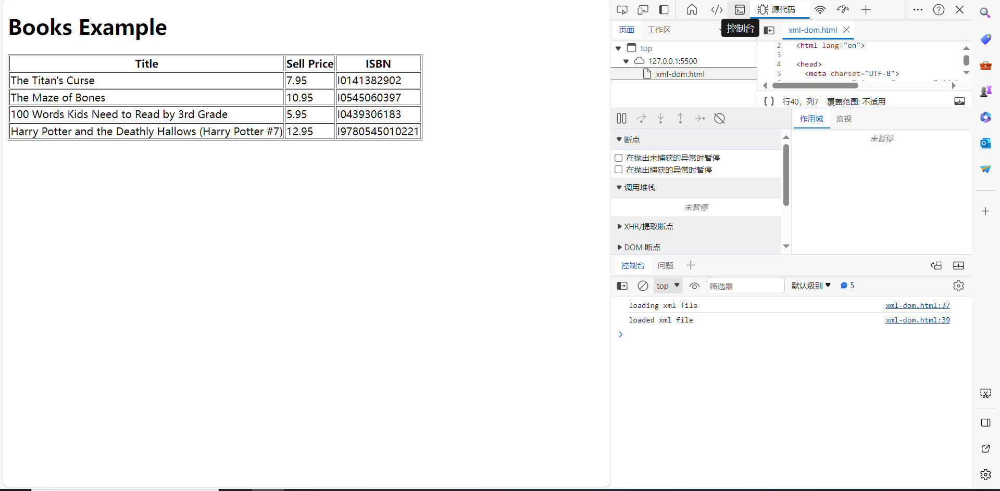 Books Example
Title Sell Price ISBN
The Titan's Curse 7.95 I0141382902
The Maze of Bones 10.95 I0545060397
100 Words Kids Need to Read by 3rd Grade 5.95 I0439306183
Harry Potter and the Deathly Hallows (Harry Potter #7) 12.95 I9780545010221
源代码
控制台
页面 工作区
xml-dom.html
top
127.0.0.1:5500
xml-dom.html
2 <html lang="en">
3
4 <head>
5 <meta charset="UTF-8">
{ } 行40，列7 覆盖范围: 不适用
作用域 监视
断点
未暂停
在抛出未捕获的异常时暂停
在抛出捕获的异常时暂停
调用堆栈
未暂停
XHR/提取断点
DOM 断点
控制台 问题
top 筛选器 默认级别 5
loading xml file xml-dom.html:37
loaded xml file xml-dom.html:39